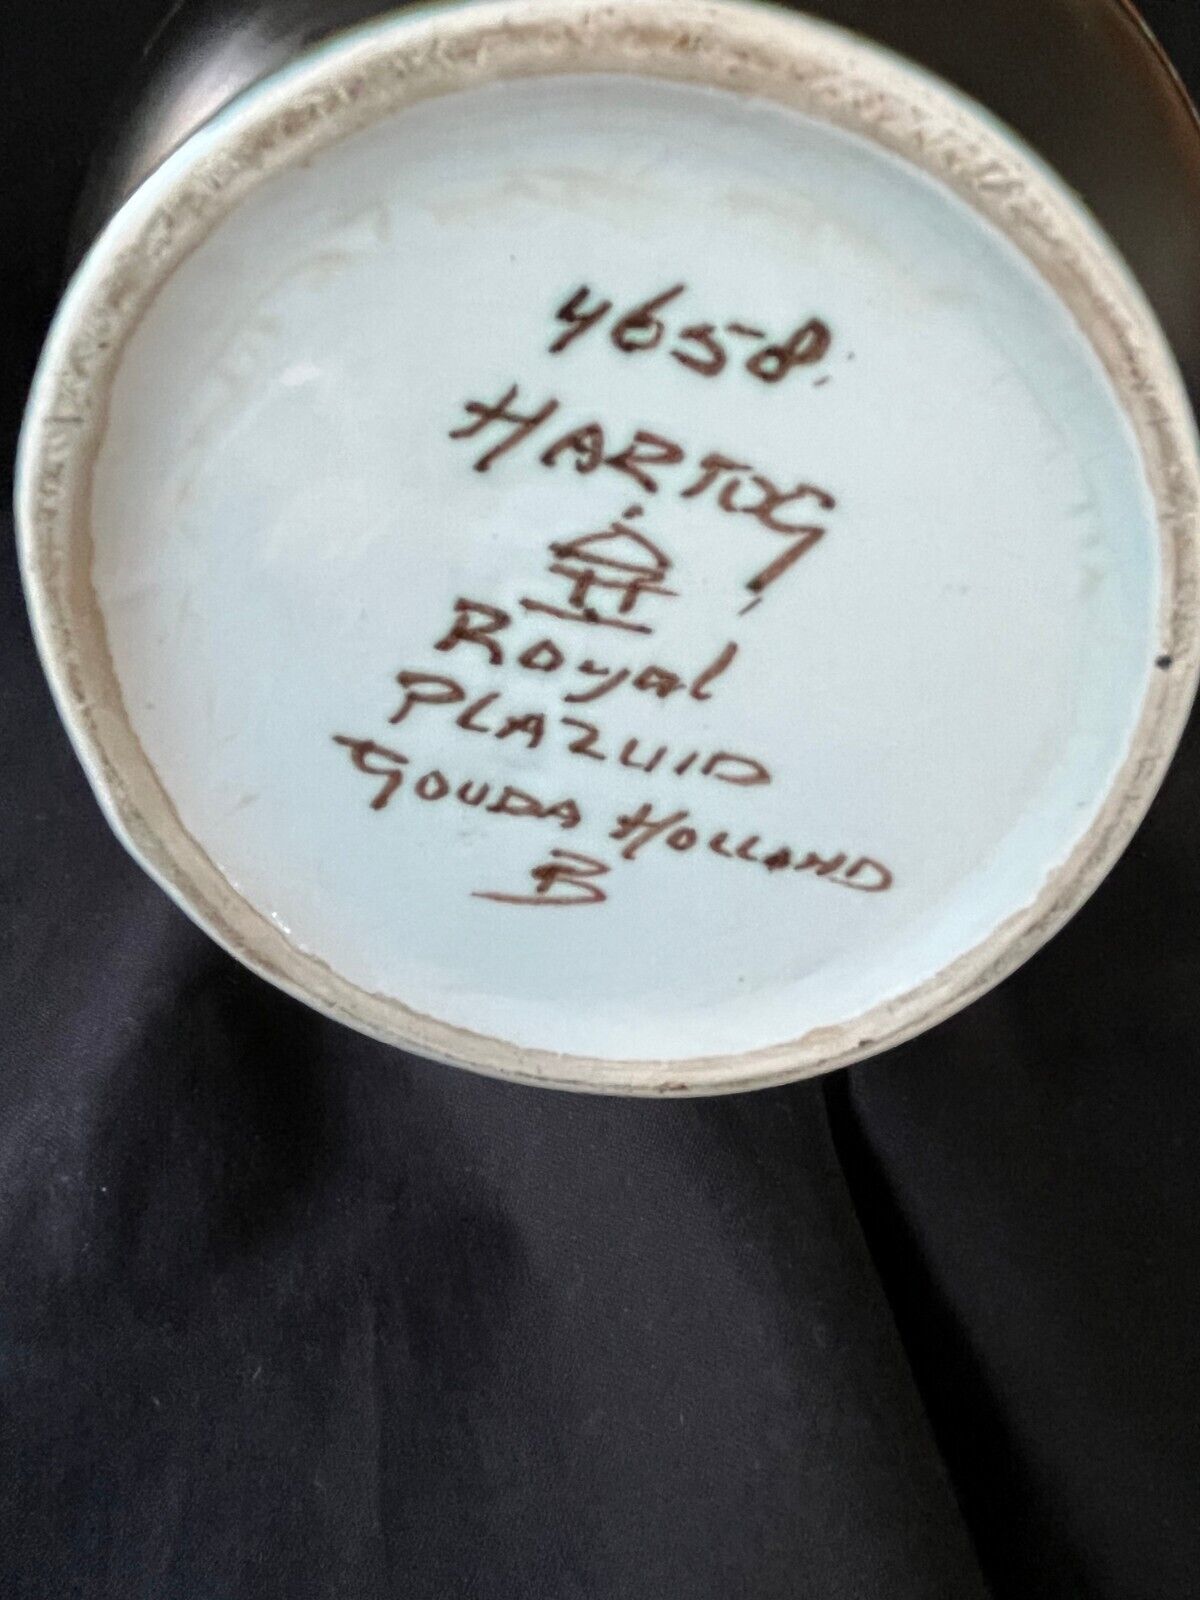 4658.
HARTOG
Royal
PLAZUID
GOUDA HOLLAND
B